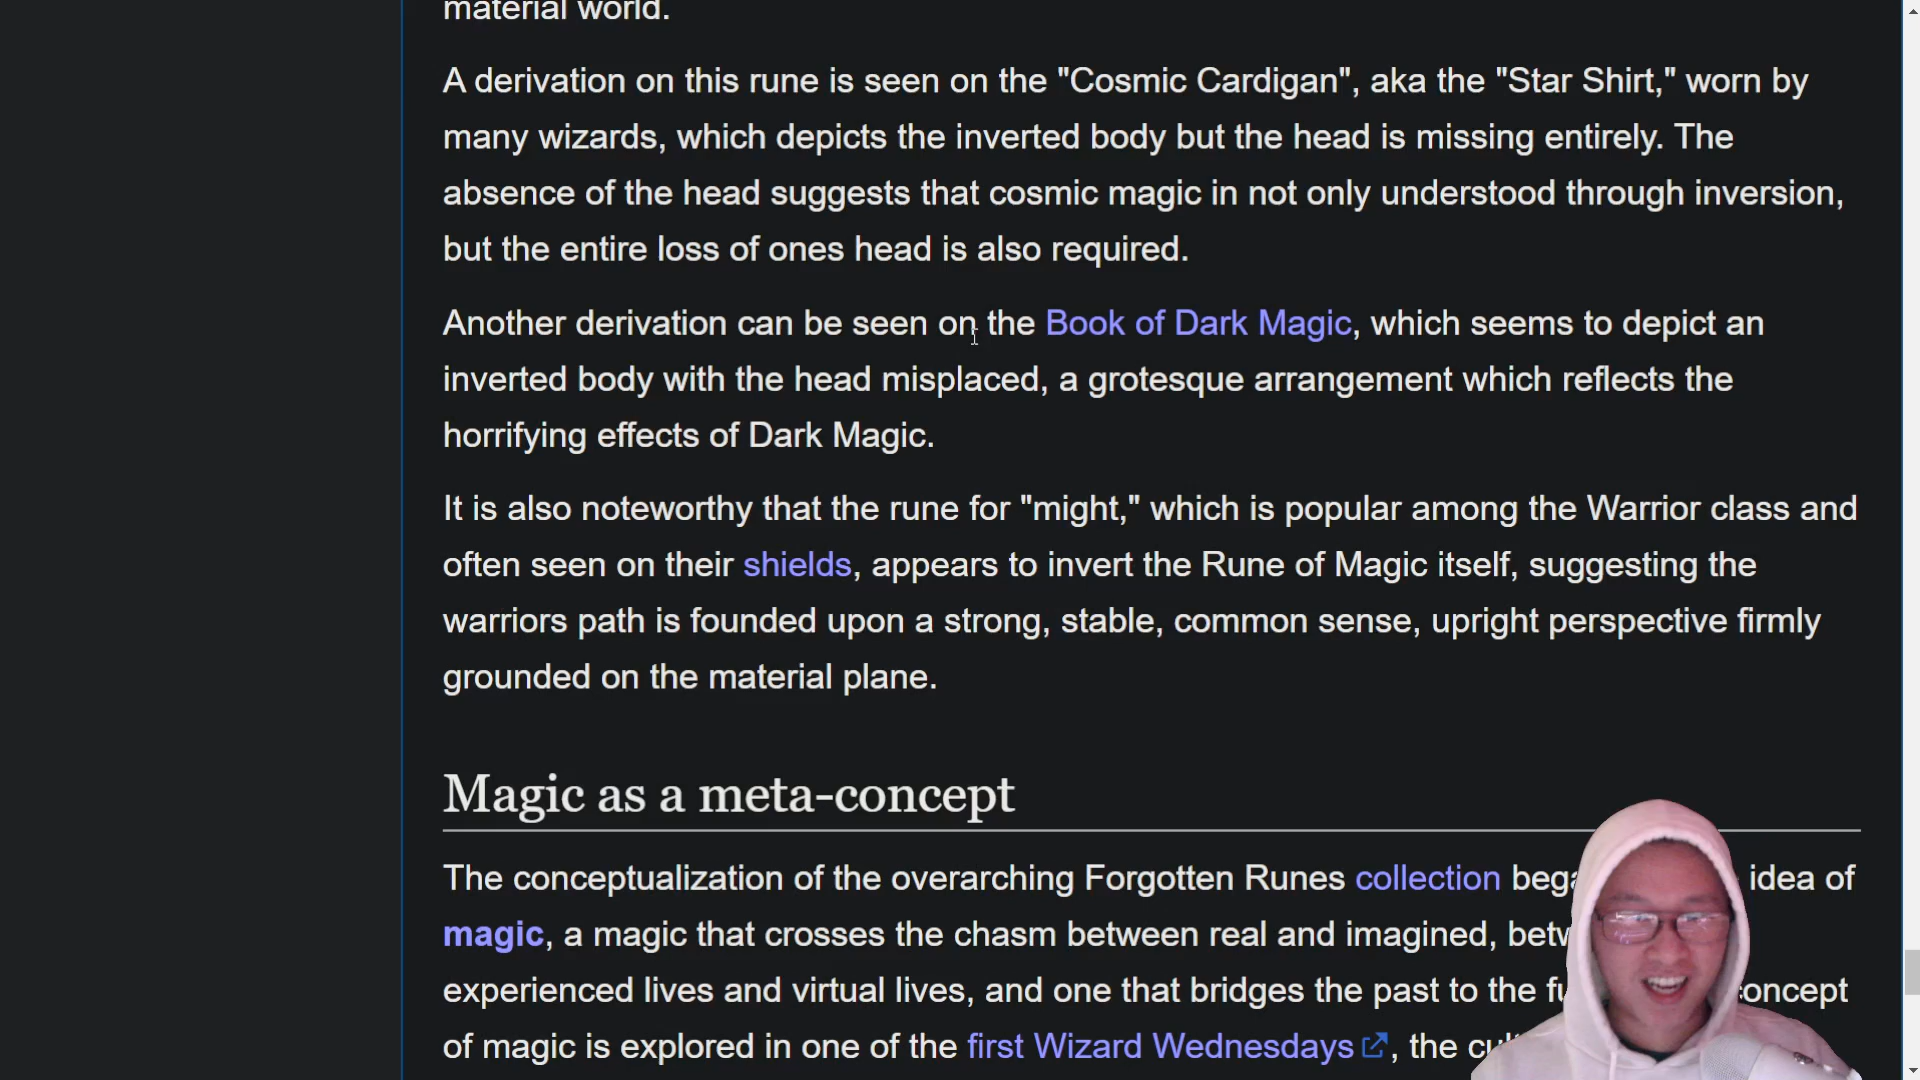 material world.
A derivation on this rune is seen on the "Cosmic Cardigan", aka the "Star Shirt," worn by
many wizards, which depicts the inverted body but the head is missing entirely. The
absence of the head suggests that cosmic magic in not only understood through inversion,
but the entire loss of ones head is also required.
Another derivation can be seen on the Book of Dark Magic, which seems to depict an
inverted body with the head misplaced, a grotesque arrangement which reflects the
horrifying effects of Dark Magic.
It is also noteworthy that the rune for "might," which is popular among the Warrior class and
often seen on their shields, appears to invert the Rune of Magic itself, suggesting the
warriors path is founded upon a strong, stable, common sense, upright perspective firmly
grounded on the material plane.
Magic as a meta-concept
The conceptualization of the overarching Forgotten Runes collection idea of
magic, a magic that crosses the chasm between real and imagined,
experienced lives and virtual lives, and one that bridges the past to the concept
of magic is explored in one of the first Wizard Wednesdays, the